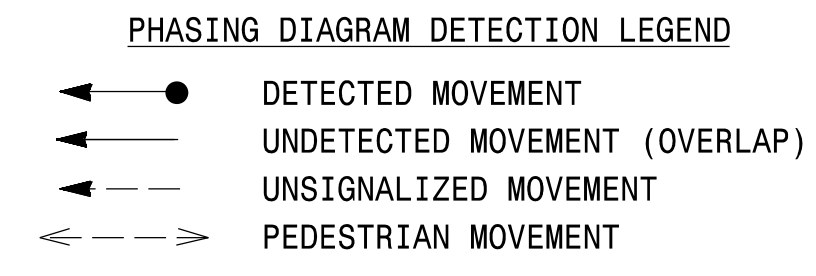 PHASING DIAGRAM DETECTION LEGEND
DETECTED MOVEMENT
UNDETECTED MOVEMENT (OVERLAP)
UNSIGNALIZED MOVEMENT
PEDESTRIAN MOVEMENT